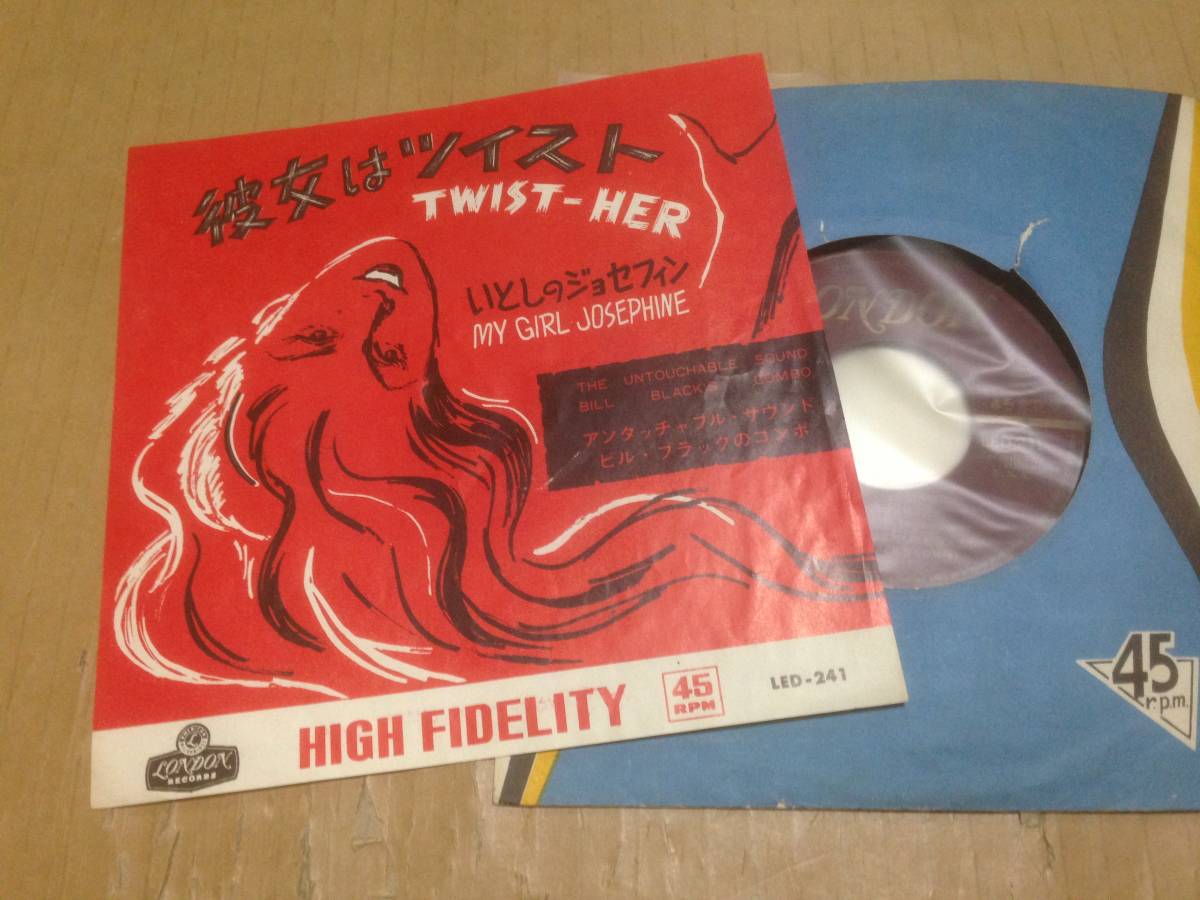 彼女はツイスト
TWIST-HER
いとしのジョセフィン
MY GIRL JOSEPHINE
THE UNTOUCHABLE SOUND
BILL BLACK'S COMBO
アンタッチャブル・サウンド
ビル・ブラックのコンボ
HIGH FIDELITY
45
RPM
LED-241
LONDON
RECORDS
LONDON
45
r.p.m.